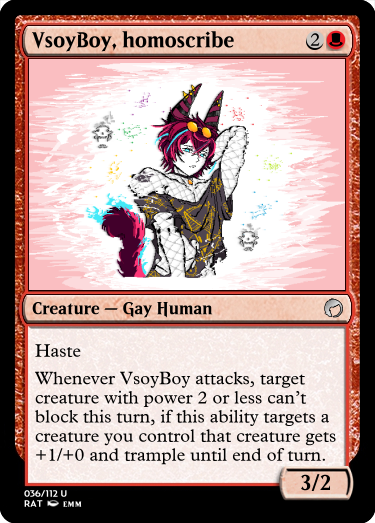 VsoyBoy, homoscribe 2
Creature — Gay Human
Haste
Whenever VsoyBoy attacks, target
creature with power 2 or less can't
block this turn, if this ability targets
a creature you control that creature gets
+1/+0 and trample until end of turn.
3/2
036/112 U
RAT EMM